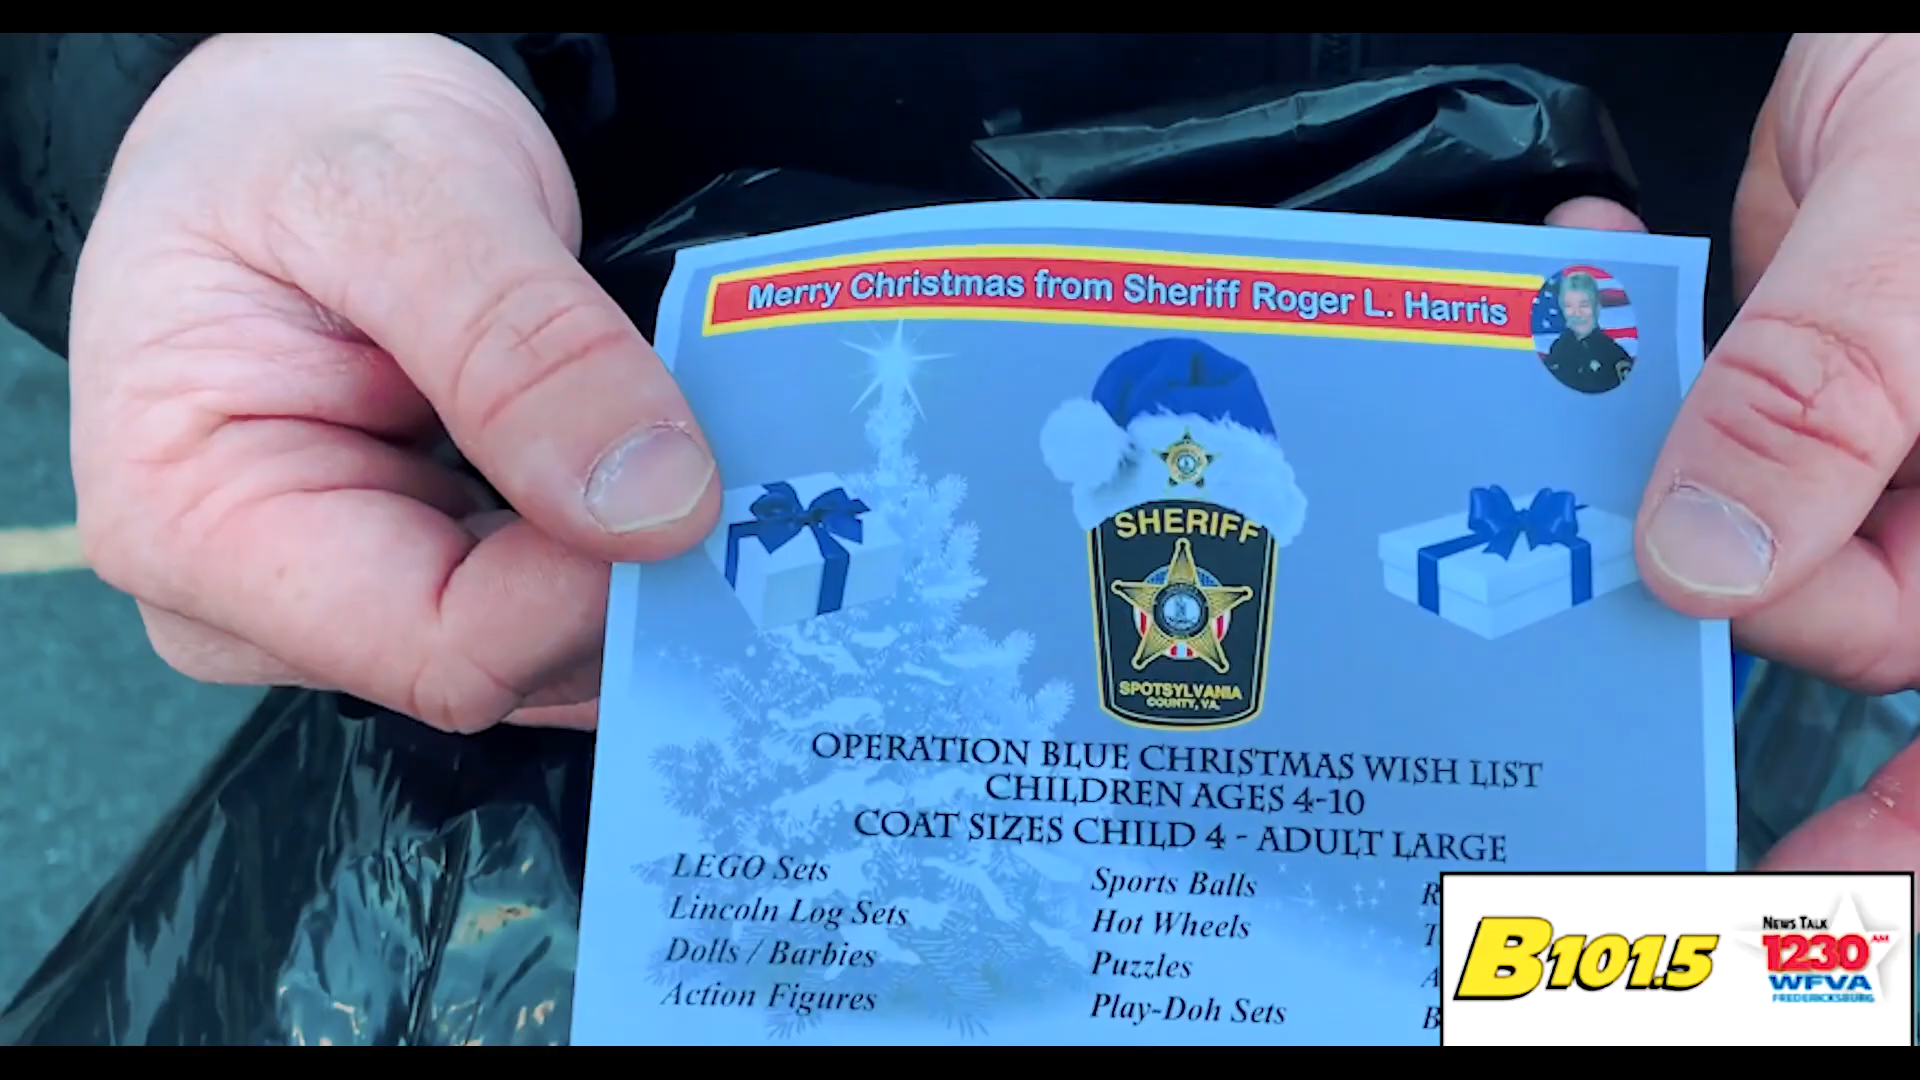 Merry Christmas from Sheriff Roger L. Harris
SHERIFF
SPOTSYLVANIA
COUNTY, VA.
OPERATION BLUE CHRISTMAS WISH LIST
CHILDREN AGES 4-10
COAT SIZES CHILD 4 - ADULT LARGE
LEGO Sets
Lincoln Log Sets
Dolls / Barbies
Action Figures
Sports Balls
Hot Wheels
Puzzles
Play-Doh Sets
B101.5
NEWS TALK
1230 AM
WFVA
FREDERICKSBURG